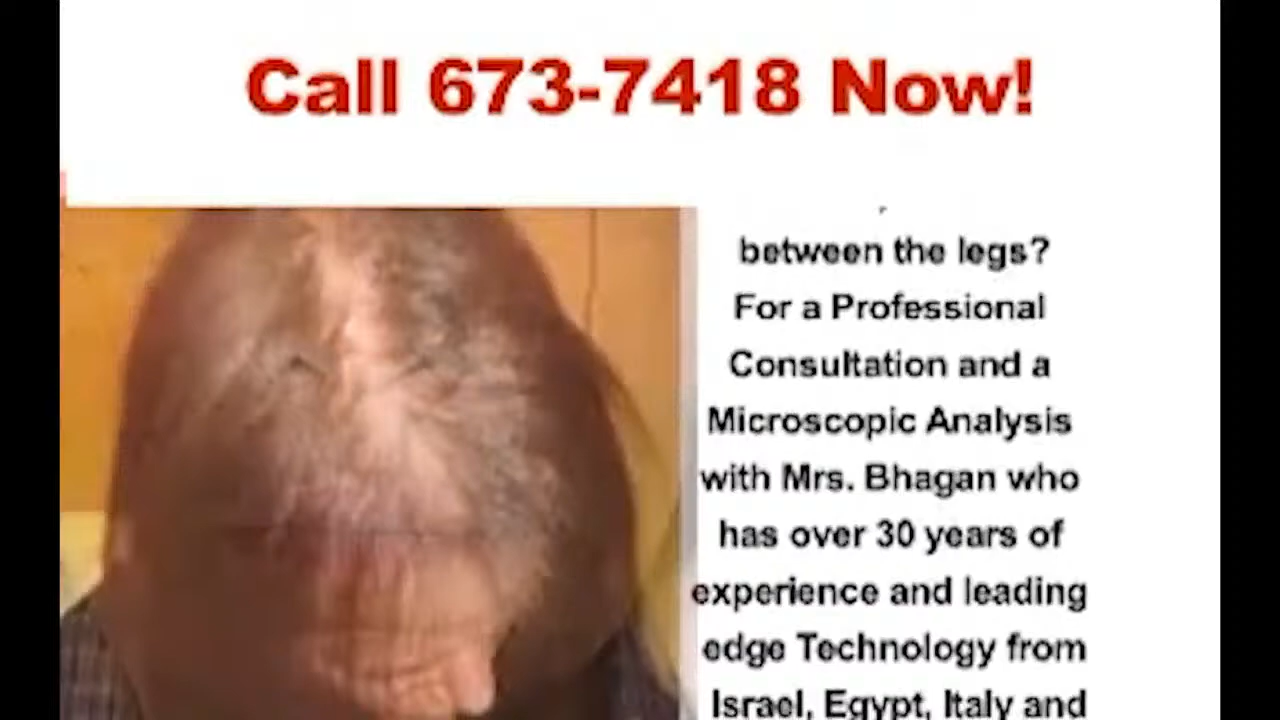 Call 673-7418 Now!
between the legs?
For a Professional
Consultation and a
Microscopic Analysis
with Mrs. Bhagan who
has over 30 years of
experience and leading
edge Technology from
Israel, Egypt, Italy and